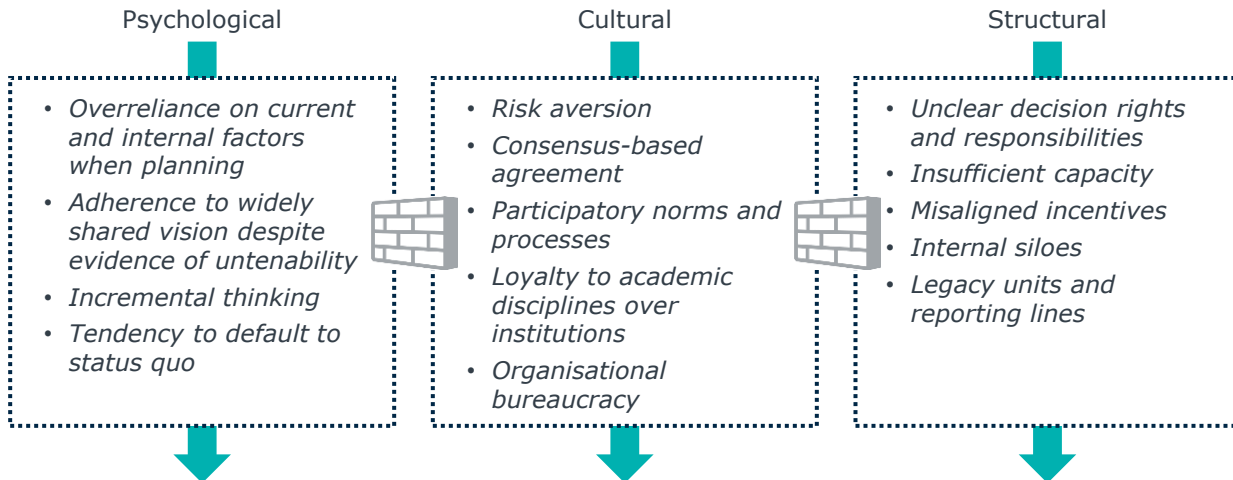 Psychological
• Overreliance on current
and internal factors
when planning
• Adherence to widely
shared vision despite
evidence of untenability
• Incremental thinking
• Tendency to default to
status quo
Cultural
• Risk aversion
• Consensus-based
agreement
• Participatory norms and
processes
• Loyalty to academic
disciplines over
institutions
• Organisational
bureaucracy
Structural
• Unclear decision rights
and responsibilities
• Insufficient capacity
• Misaligned incentives
• Internal siloes
• Legacy units and
reporting lines